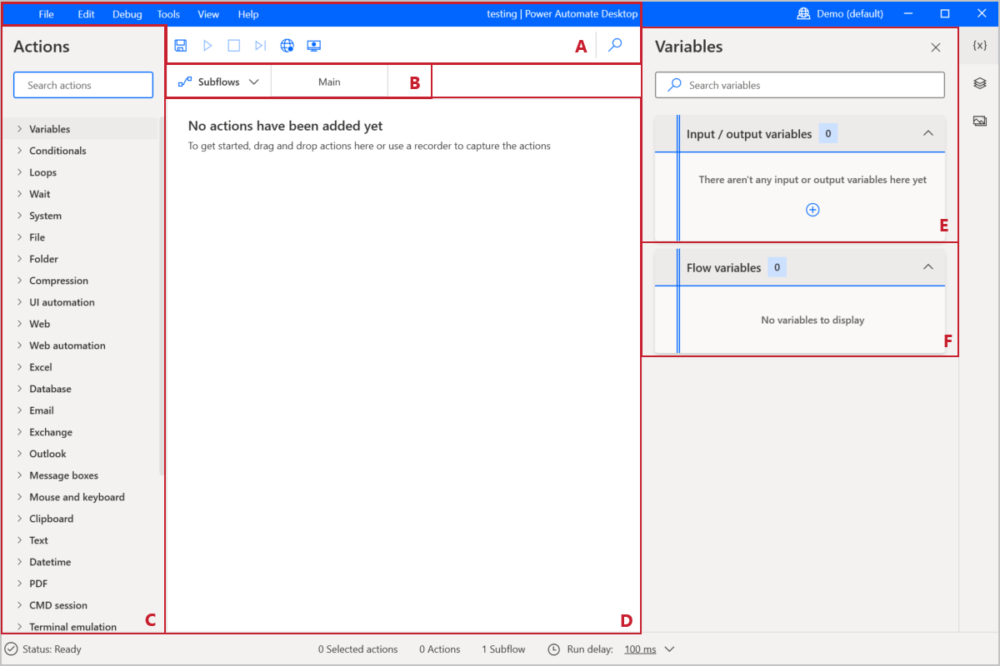 File Edit Debug Tools View Help testing | Power Automate Desktop Demo (default)
Actions
Search actions
Variables
Conditionals
Loops
Wait
System
File
Folder
Compression
UI automation
Web
Web automation
Excel
Database
Email
Exchange
Outlook
Message boxes
Mouse and keyboard
Clipboard
Text
Datetime
PDF
CMD session
Terminal emulation
C
A
Subflows Main B
No actions have been added yet
To get started, drag and drop actions here or use a recorder to capture the actions
D
Variables
{x}
Search variables
Input / output variables 0
There aren't any input or output variables here yet
E
Flow variables 0
No variables to display
F
Status: Ready 0 Selected actions 0 Actions 1 Subflow Run delay: 100 ms